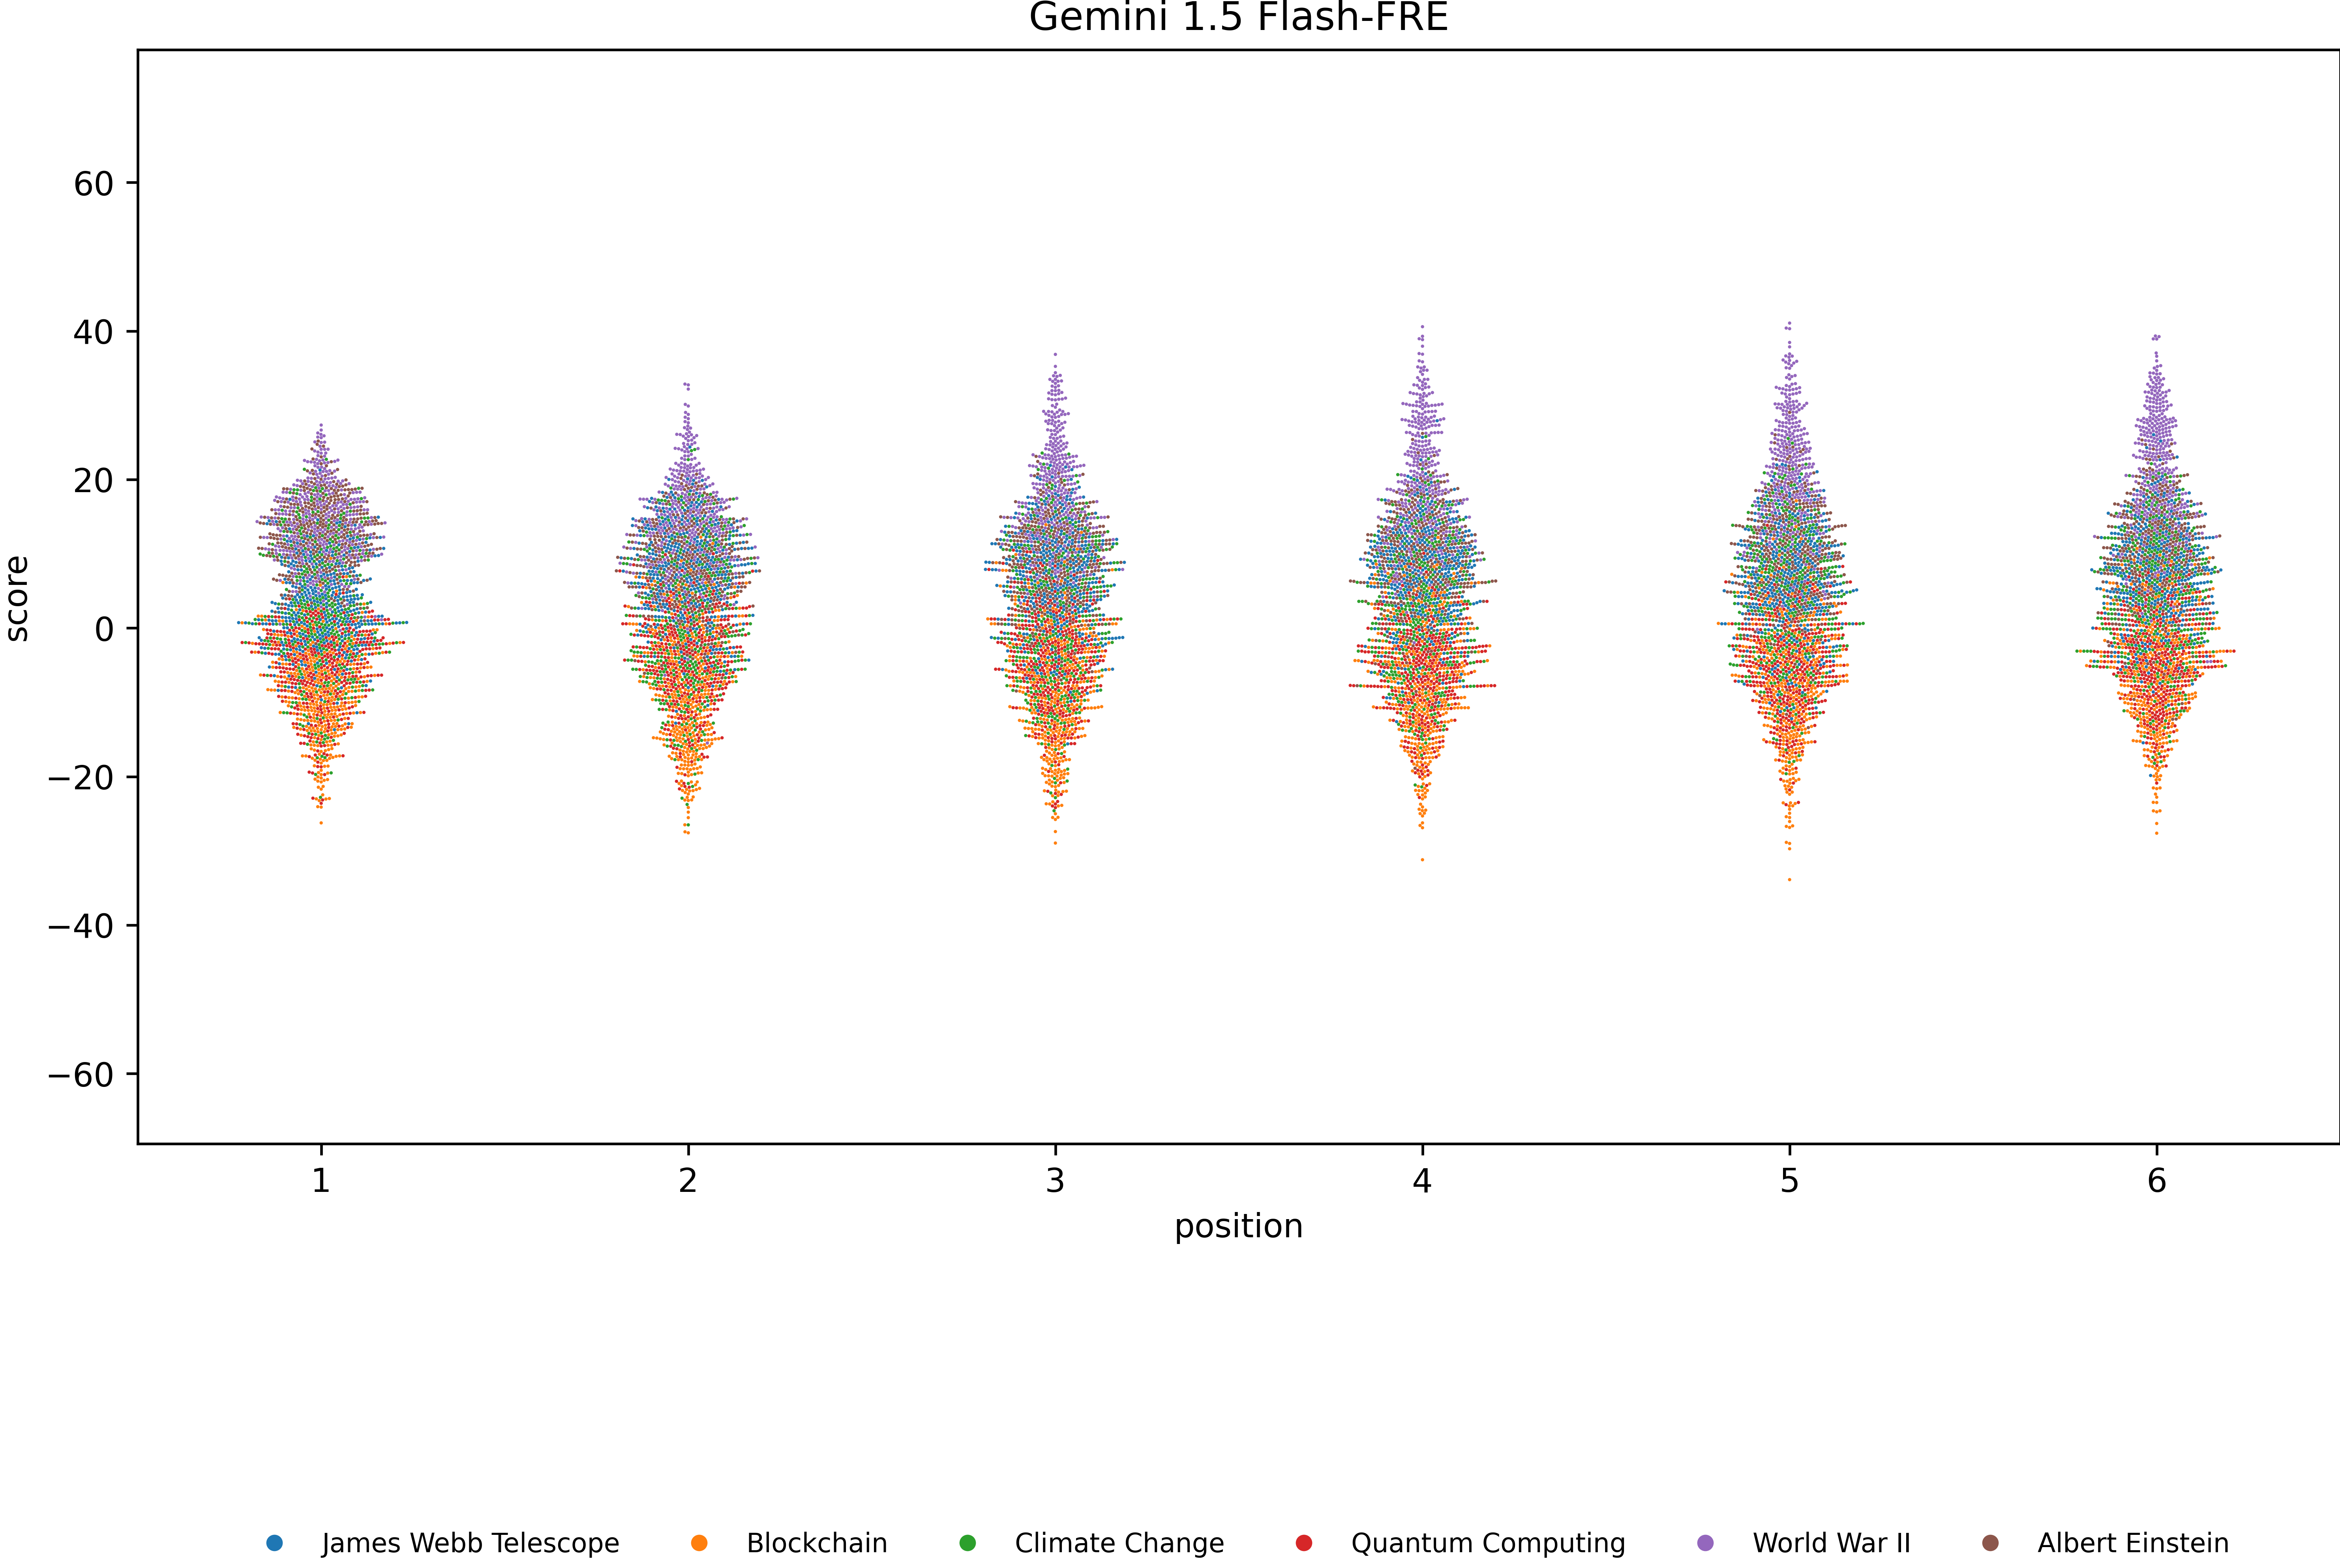 Gemini 1.5 Flash-FRE
score
60
40
20
0
−20
−40
−60
1 2 3 4 5 6
position
James Webb Telescope Blockchain Climate Change Quantum Computing World War II Albert Einstein